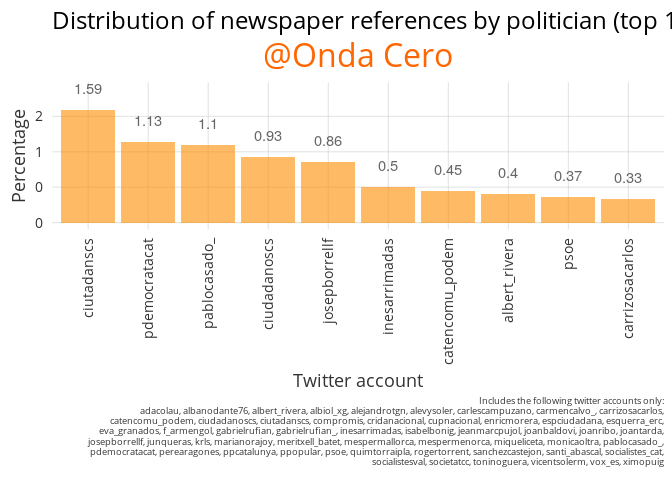 Distribution of newspaper references by politician (top 1
@Onda Cero
Percentage
2
1
0
0
1.59
1.13
1.1
0.93
0.86
0.5
0.45
0.4
0.37
0.33
ciutadanscs
pdemocratacat
pablocasado_
ciudadanoscs
josepborrellf
inesarrimadas
catencomu_podem
albert_rivera
psoe
carrizosacarlos
Twitter account
Includes the following twitter accounts only:
adacolau, albanodante76, albert_rivera, albiol_xg, alejandrotgn, alevysoler, carlescampuzano, carmencalvo_, carrizosacarlos,
catencomu_podem, ciudadanoscs, ciutadanscs, compromis, cridanacional, cupnacional, enricmorera, espciudadana, esquerra_erc,
eva_granados, f_armengol, gabrielrufian, gabrielrufian_, inesarrimadas, isabelbonig, jeanmarcpujol, joanbaldovi, joanribo, joantarda,
josepborrellf, junqueras, krls, marianorajoy, meritxell_batet, mespermallorca, mespermenorca, miqueliceta, monicaoltra, pablocasado_,
pdemocratacat, perearagones, ppcatalunya, ppopular, psoe, quimtorraipla, rogertorrent, sanchezcastejon, santi_abascal, socialistes_cat,
socialistesval, societatcc, toninoguera, vicentsolerm, vox_es, ximopuig